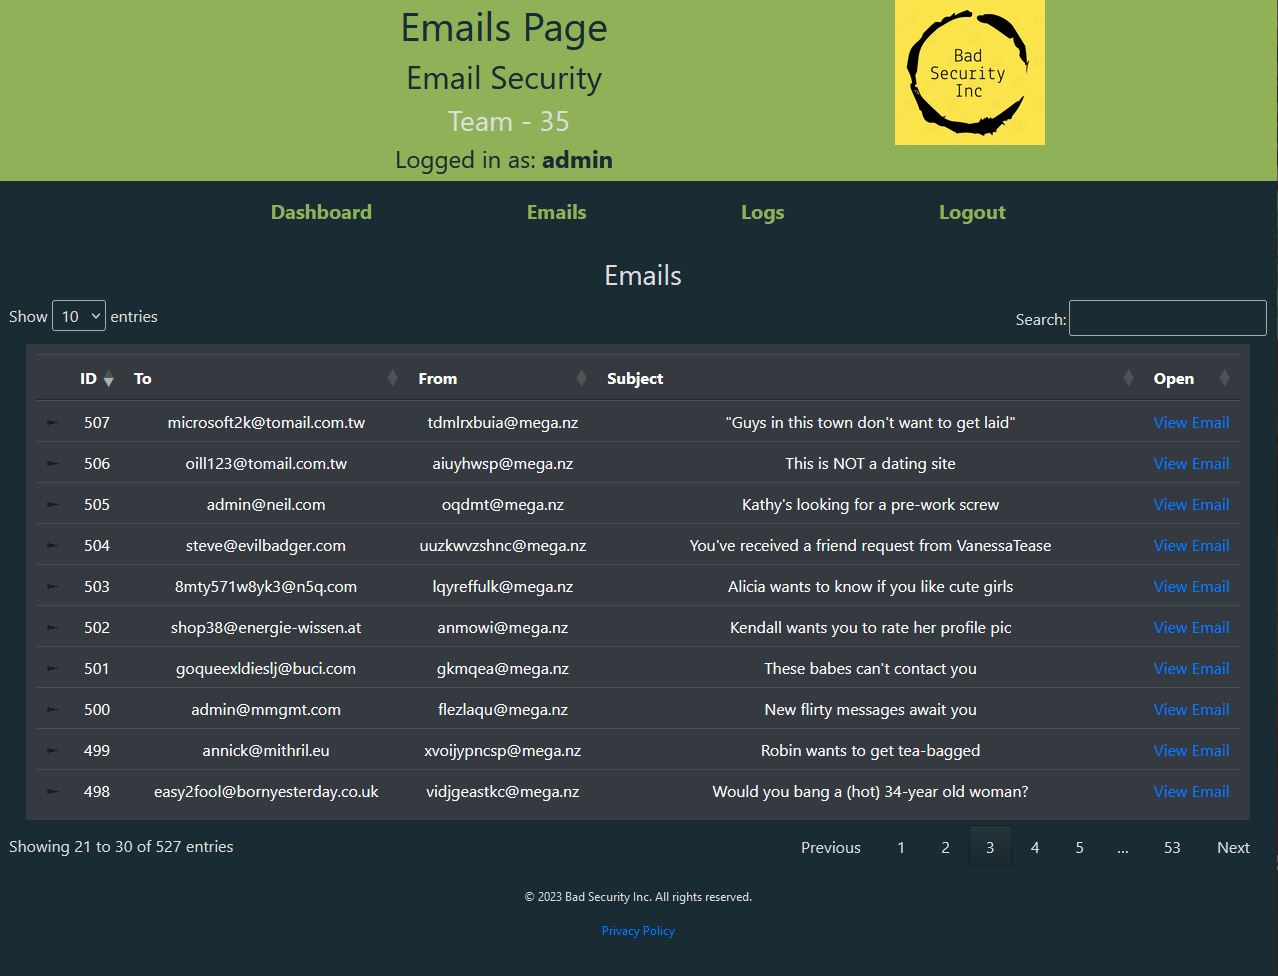 Emails Page
Email Security
Team - 35
Logged in as: admin
Bad
Security
Inc
Dashboard Emails Logs Logout
Emails
Show 10 entries Search:
ID To From Subject Open
507 microsoft2k@tomail.com.tw tdmlrxbuia@mega.nz "Guys in this town don't want to get laid" View Email
506 oill123@tomail.com.tw aiuyhwsp@mega.nz This is NOT a dating site View Email
505 admin@neil.com oqdmt@mega.nz Kathy's looking for a pre-work screw View Email
504 steve@evilbadger.com uuzkwvzshnc@mega.nz You've received a friend request from VanessaTease View Email
503 8mty571w8yk3@n5q.com lqyreffulk@mega.nz Alicia wants to know if you like cute girls View Email
502 shop38@energie-wissen.at anmowi@mega.nz Kendall wants you to rate her profile pic View Email
501 goqueexldieslj@buci.com gkmqea@mega.nz These babes can't contact you View Email
500 admin@mmgmt.com flezlaqu@mega.nz New flirty messages await you View Email
499 annick@mithril.eu xvoijypncsp@mega.nz Robin wants to get tea-bagged View Email
498 easy2fool@bornyesterday.co.uk vidjgeastkc@mega.nz Would you bang a (hot) 34-year old woman? View Email
Showing 21 to 30 of 527 entries Previous 1 2 3 4 5 ... 53 Next
© 2023 Bad Security Inc. All rights reserved.
Privacy Policy